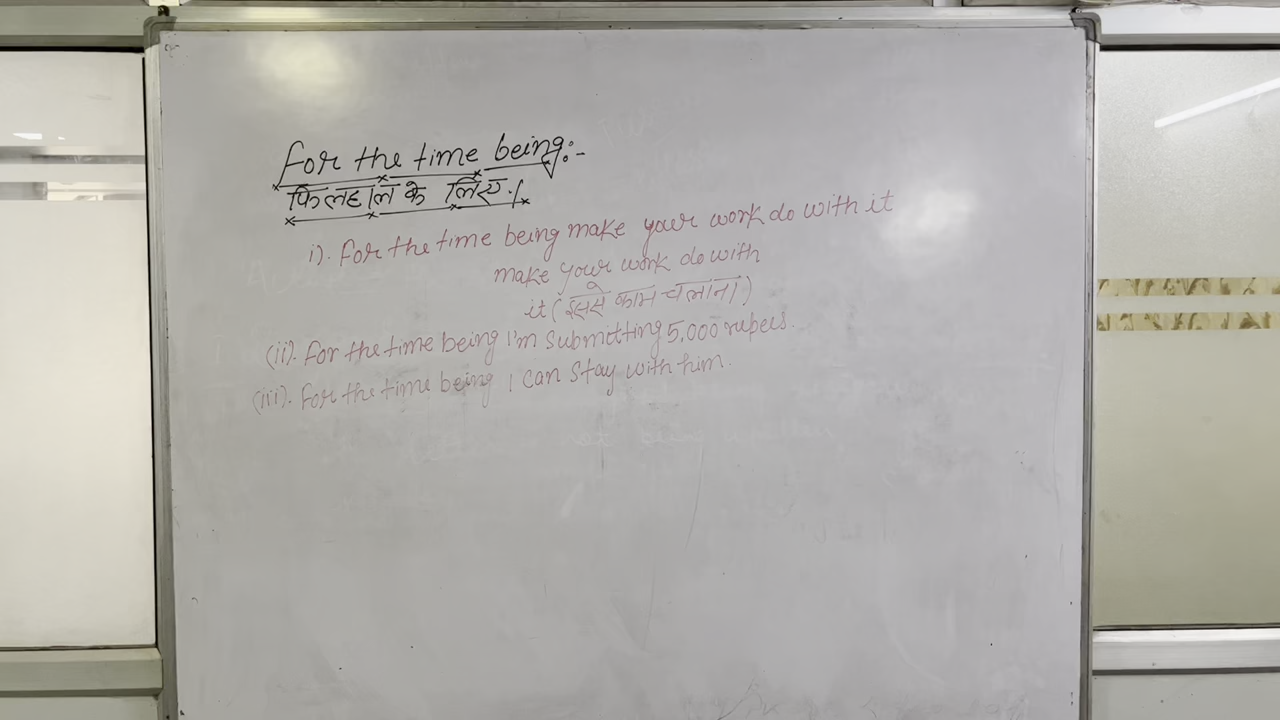 For the time being:-
फिलहाल के लिए।
i). For the time being make your work do with it
make your work do with
it (इससे काम चलाना)
(ii). For the time being I'm submitting 5,000 rupees.
(iii). For the time being I can stay with him.